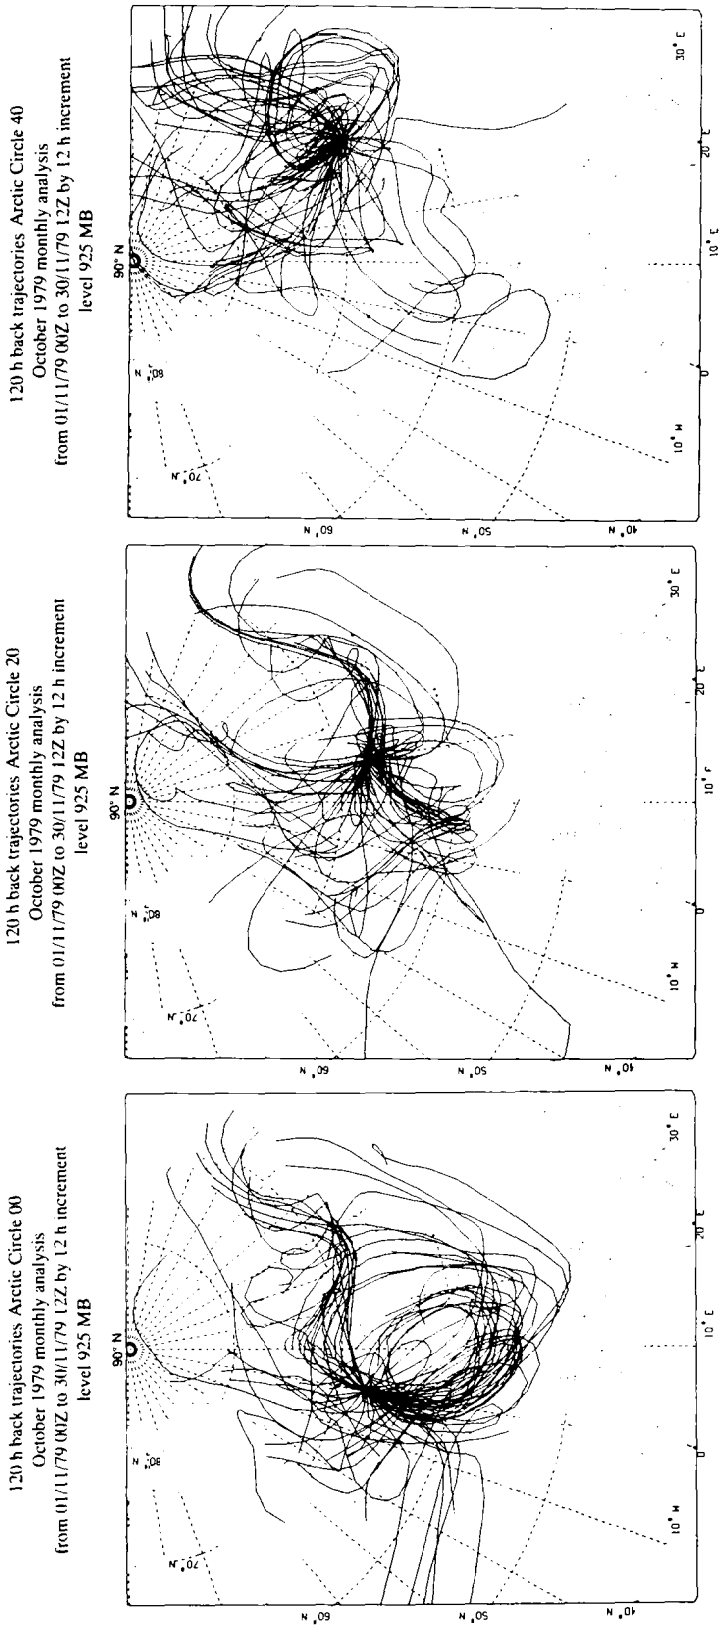 120 h back trajectories Arctic Circle 00
October 1979 monthly analysis
from 01/11/79 00Z to 30/11/79 12Z by 12 h increment
level 925 MB
90° N
80° N
70° N
60° N
50° N
40° N
10° W
0
10° E
20° E
30° E
120 h back trajectories Arctic Circle 20
October 1979 monthly analysis
from 01/11/79 00Z to 30/11/79 12Z by 12 h increment
level 925 MB
90° N
80° N
70° N
60° N
50° N
40° N
10° W
0
10° E
20° E
30° E
120 h back trajectories Arctic Circle 40
October 1979 monthly analysis
from 01/11/79 00Z to 30/11/79 12Z by 12 h increment
level 925 MB
90° N
80° N
70° N
60° N
50° N
40° N
10° W
0
10° E
20° E
30° E